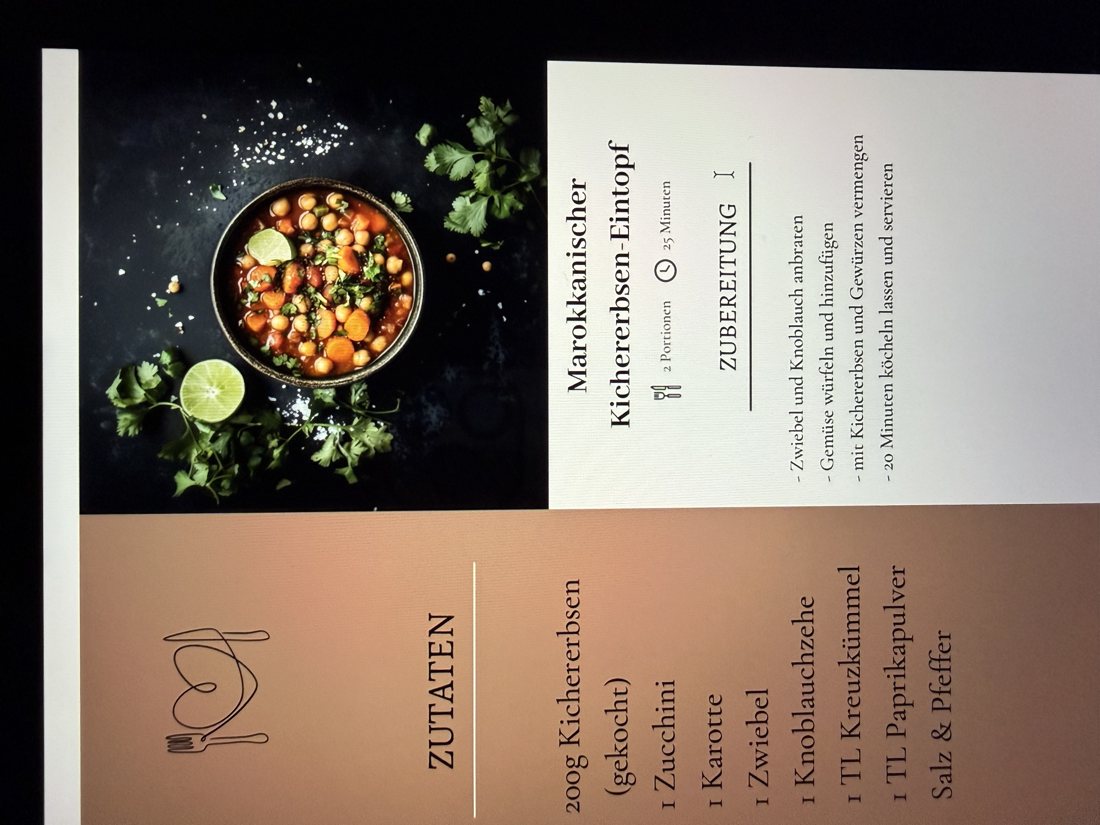 ZUTATEN
200g Kichererbsen
(gekocht)
1 Zucchini
1 Karotte
1 Zwiebel
1 Knoblauchzehe
1 TL Kreuzkümmel
1 TL Paprikapulver
Salz & Pfeffer
Marokkanischer
Kichererbsen-Eintopf
2 Portionen 25 Minuten
ZUBEREITUNG
- Zwiebel und Knoblauch anbraten
- Gemüse würfeln und hinzufügen
- mit Kichererbsen und Gewürzen vermengen
- 20 Minuten köcheln lassen und servieren